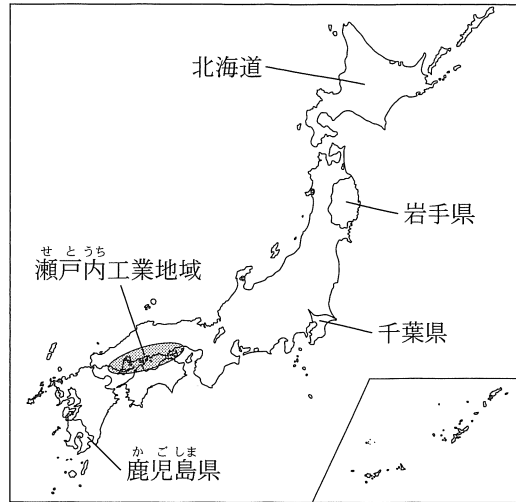 北海道
岩手県
せとうち
瀬戸内工業地域
千葉県
かごしま
鹿児島県